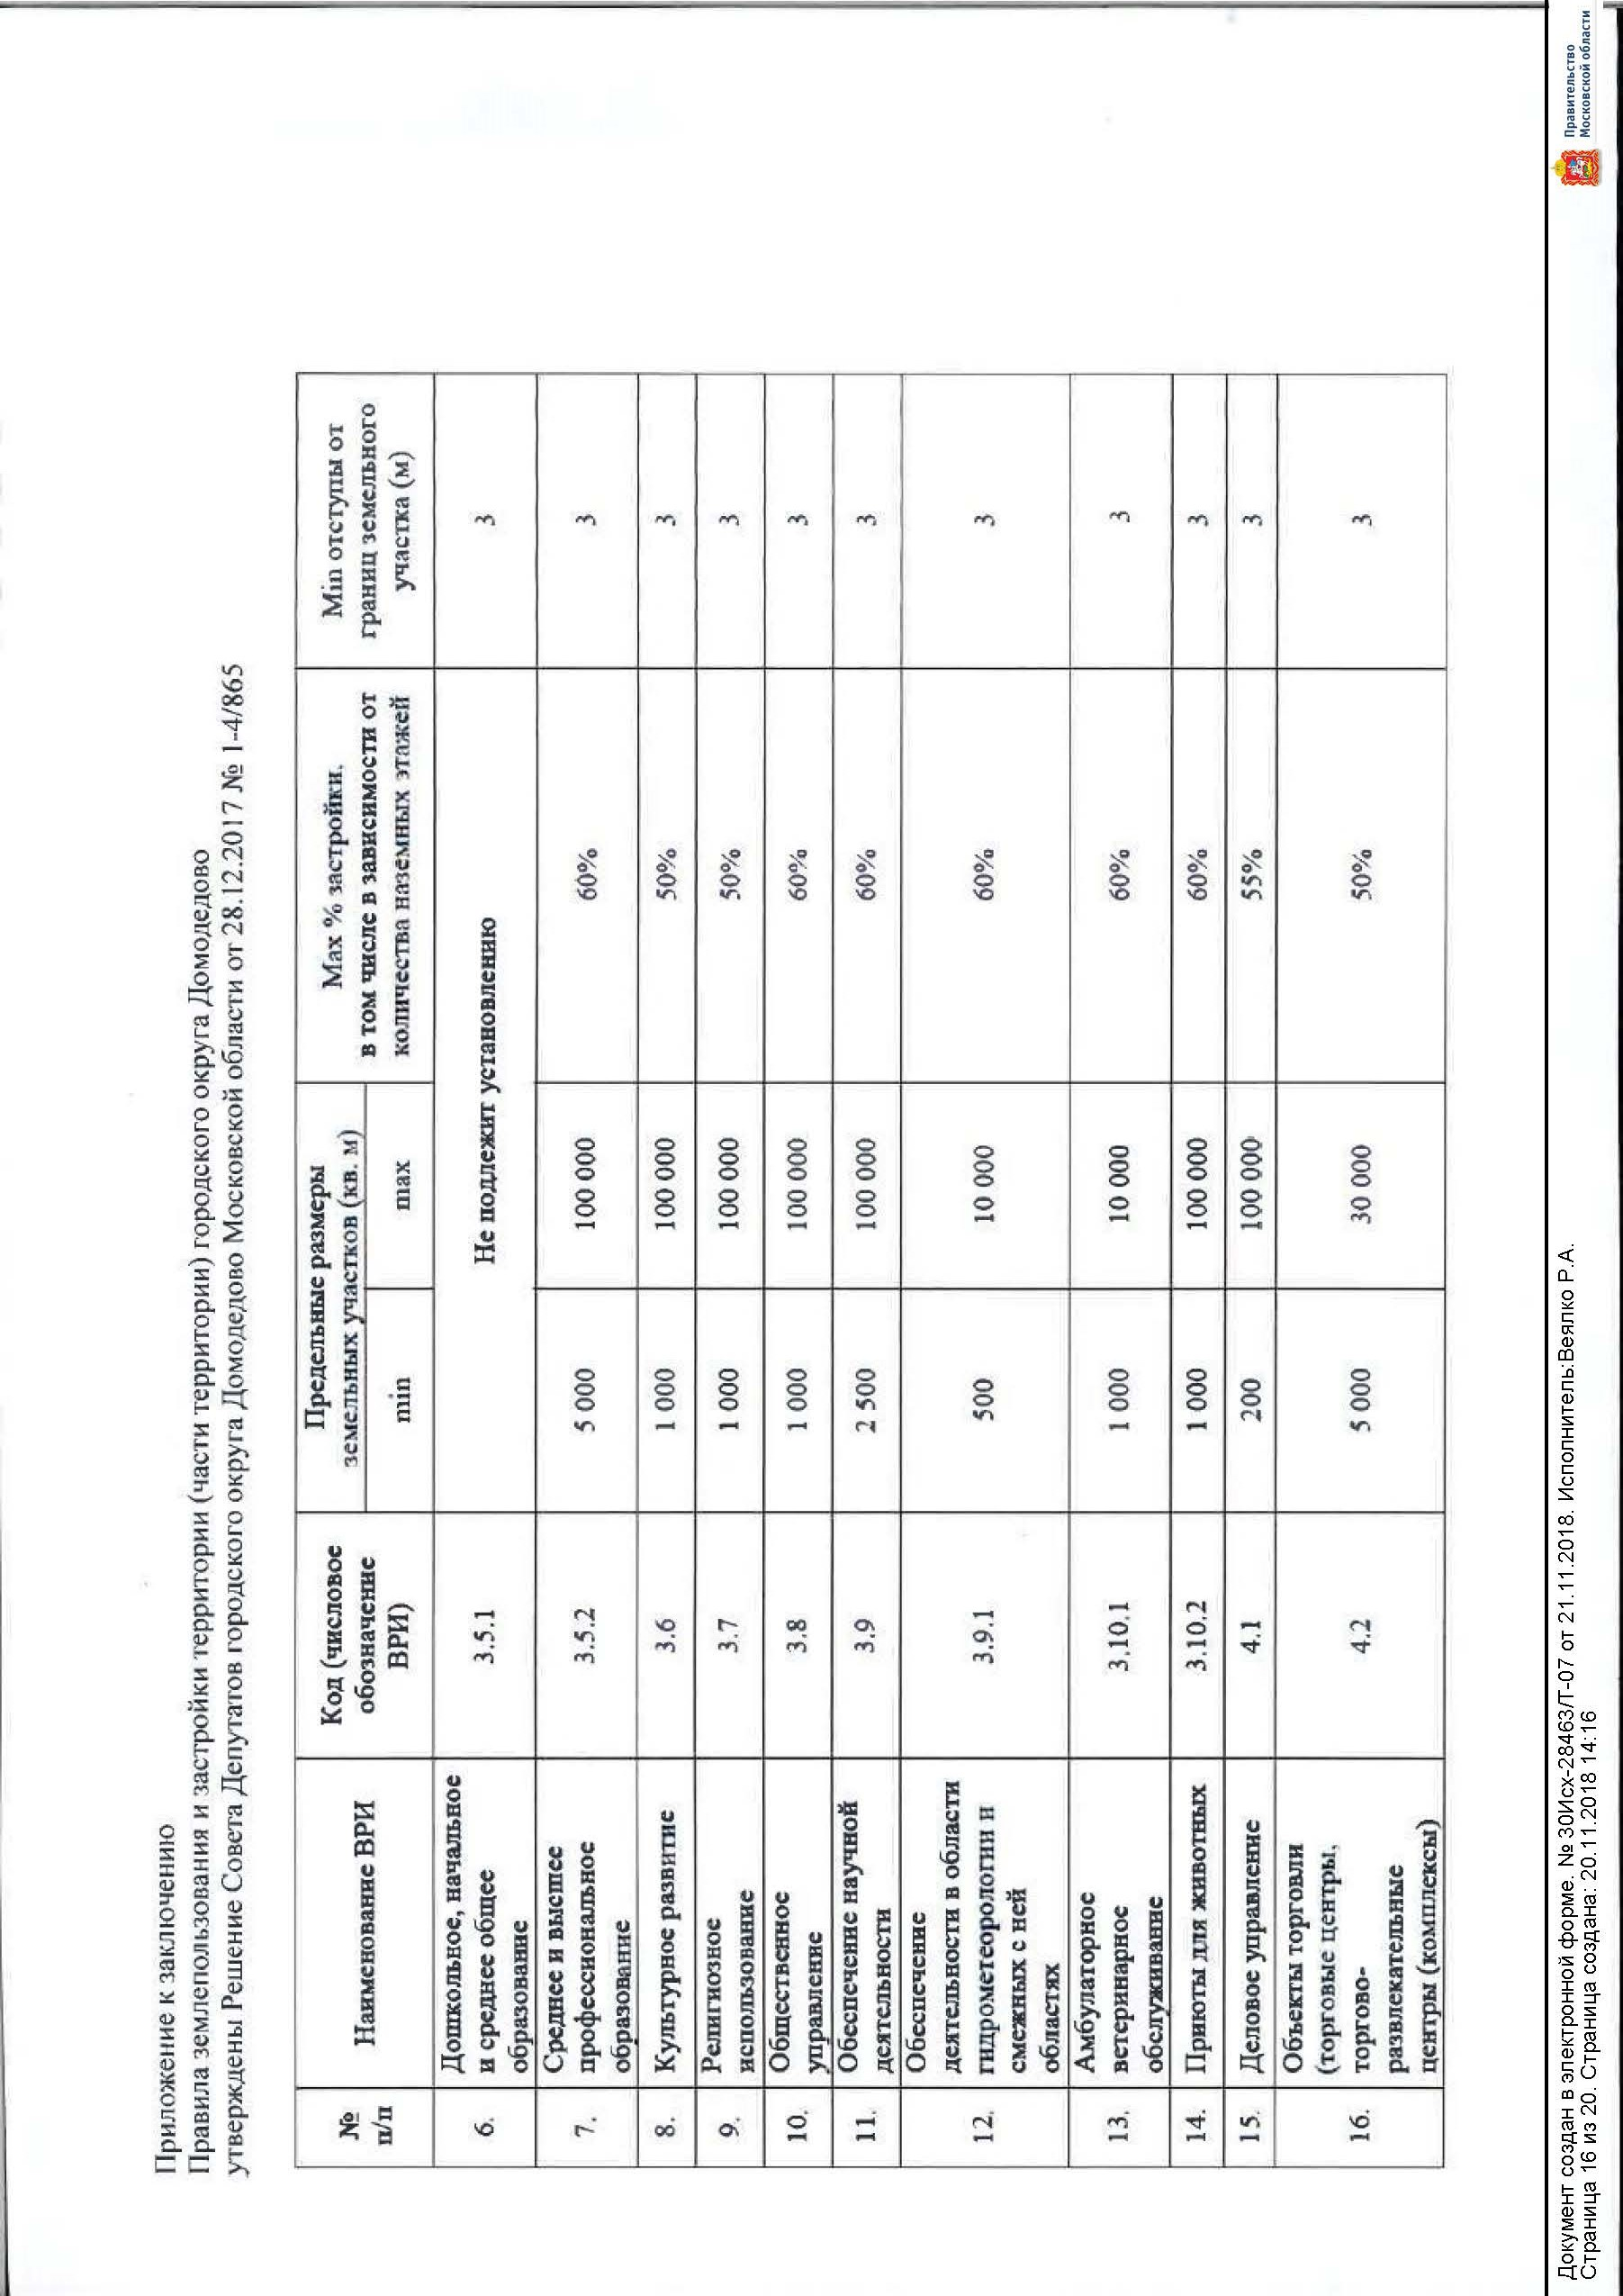 Приложение к заключению
Правила землепользования и застройки территории (части территории) городского округа Домодедово
утверждены Решение Совета Депутатов городского округа Домодедово Московской области от 28.12.2017 № 1-4/865
№
п/п
Наименование ВРИ
Код (числовое
обозначение
ВРИ)
Предельные размеры
земельных участков (кв. м)
min
max
Max % застройки,
в том числе в зависимости от
количества наземных этажей
Min отступы от
границ земельного
участка (м)
6.
Дошкольное, начальное
и среднее общее
образование
3.5.1
Не подлежит установлению
3
7.
Среднее и высшее
профессиональное
образование
3.5.2
5 000
100 000
60%
3
8.
Культурное развитие
3.6
1 000
100 000
50%
3
9.
Религиозное
использование
3.7
1 000
100 000
50%
3
10.
Общественное
управление
3.8
1 000
100 000
60%
3
11.
Обеспечение научной
деятельности
3.9
2 500
100 000
60%
3
12.
Обеспечение
деятельности в области
гидрометеорологии и
смежных с ней
областях
3.9.1
500
10 000
60%
3
13.
Амбулаторное
ветеринарное
обслуживание
3.10.1
1 000
10 000
60%
3
14.
Приюты для животных
3.10.2
1 000
100 000
60%
3
15.
Деловое управление
4.1
200
100 000
55%
3
16.
Объекты торговли
(торговые центры,
торгово-
развлекательные
центры (комплексы)
4.2
5 000
30 000
50%
3
Документ создан в электронной форме. № 30Исх-28463/Т-07 от 21.11.2018. Исполнитель:Веялко Р.А.
Страница 16 из 20. Страница создана: 20.11.2018 14:16
Правительство
Московской области